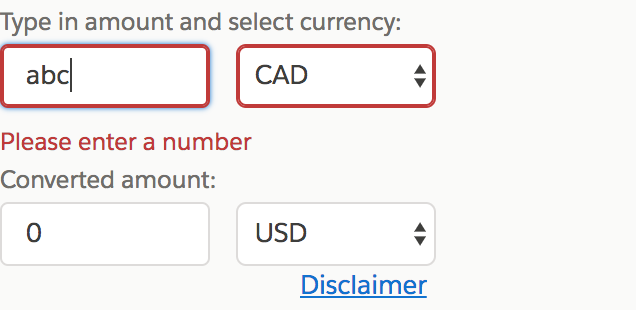 Type in amount and select currency:
abc CAD
Please enter a number
Converted amount:
0 USD
Disclaimer